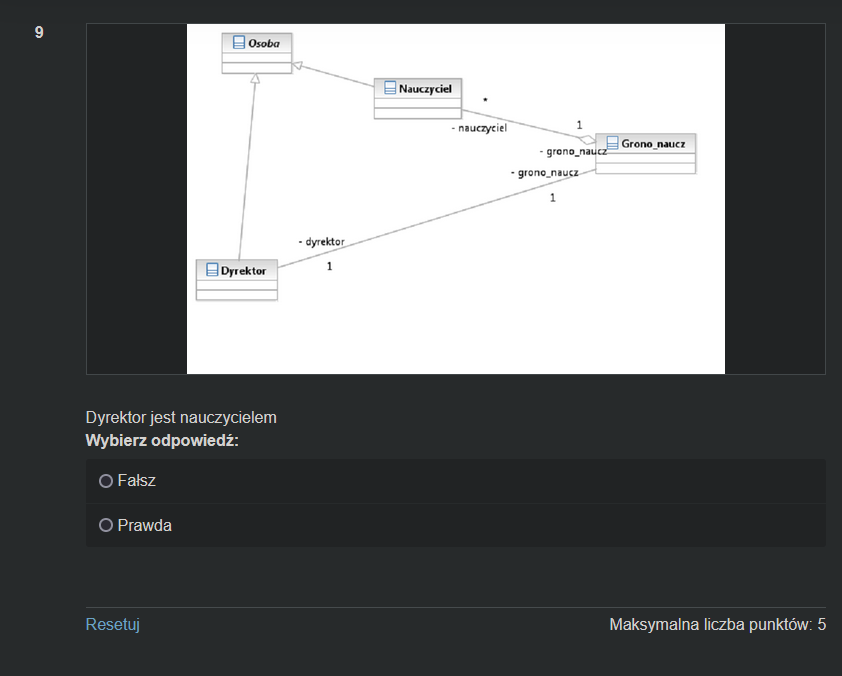 9
Osoba
Nauczyciel
*
- nauczyciel
1
Grono_naucz
- grono_naucz
- grono_naucz
1
- dyrektor
1
Dyrektor
Dyrektor jest nauczycielem
Wybierz odpowiedź:
Fałsz
Prawda
Resetuj
Maksymalna liczba punktów: 5